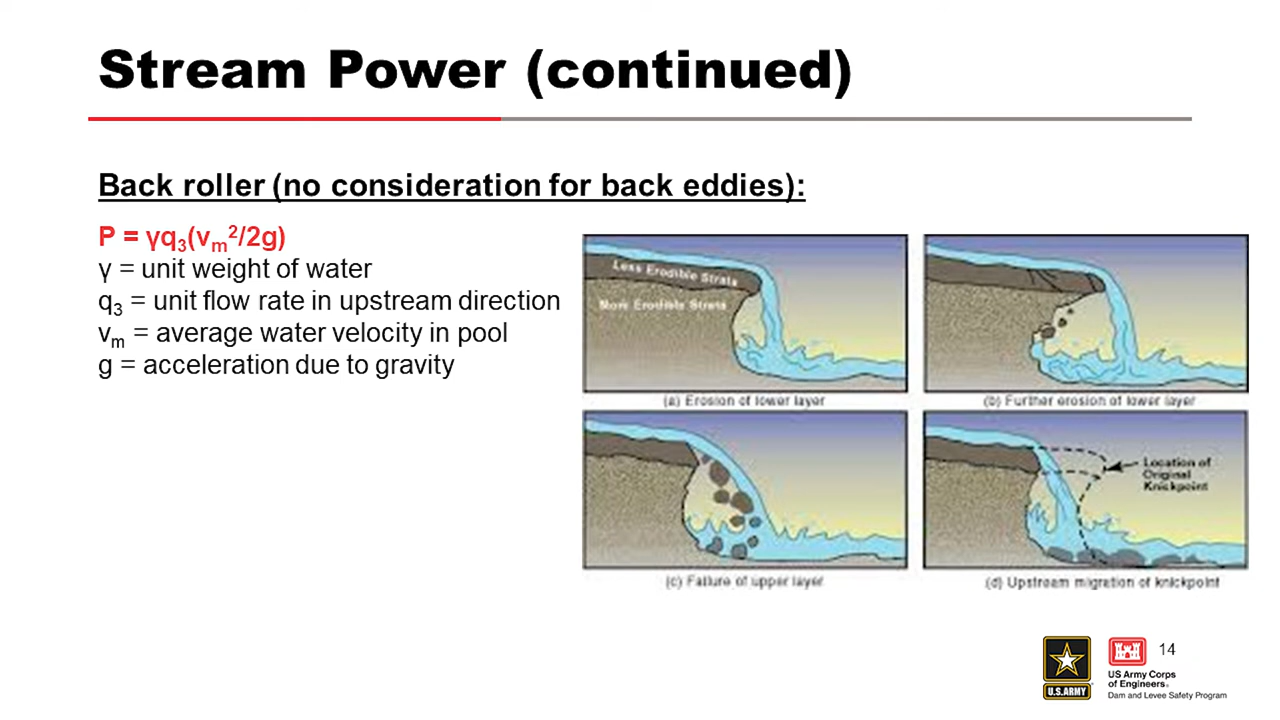 Stream Power (continued)
Back roller (no consideration for back eddies):
P = γq₃(vₘ²/2g)
γ = unit weight of water
q₃ = unit flow rate in upstream direction
vₘ = average water velocity in pool
g = acceleration due to gravity
Less Erodible Strata
More Erodible Strata
(a) Erosion of lower layer
(b) Further erosion of lower layer
Location of
Original
Knickpoint
(c) Failure of upper layer
(d) Upstream migration of knickpoint
U.S.ARMY
US Army Corps
of Engineers®
Dam and Levee Safety Program
14